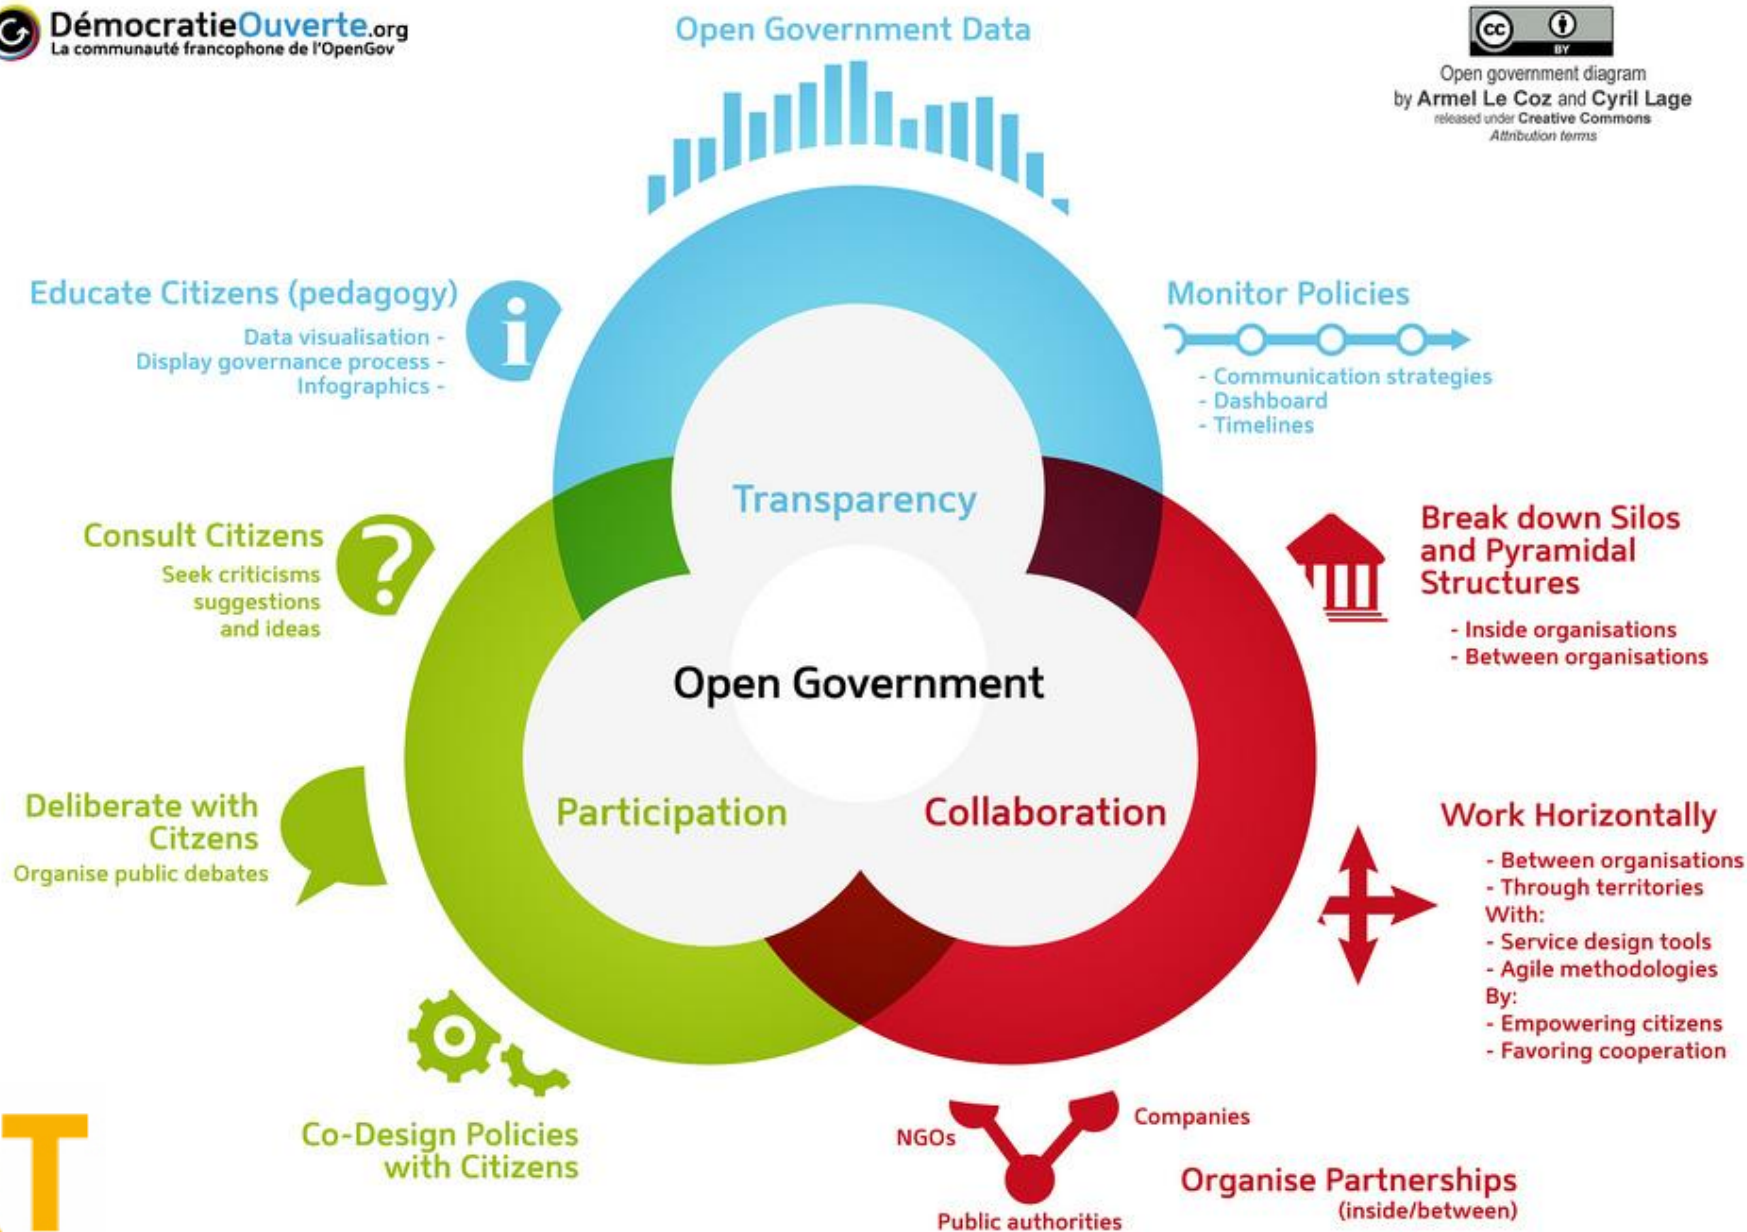 DémocratieOuverte.org
La communauté francophone de l'OpenGov
Open Government Data
CC
BY
Open government diagram
by Armel Le Coz and Cyril Lage
released under Creative Commons
Attribution terms
Educate Citizens (pedagogy)
Data visualisation -
Display governance process -
Infographics -
i
Monitor Policies
- Communication strategies
- Dashboard
- Timelines
Transparency
Consult Citizens
Seek criticisms
suggestions
and ideas
?
Break down Silos
and Pyramidal
Structures
- Inside organisations
- Between organisations
Open Government
Participation
Collaboration
Deliberate with
Citzens
Organise public debates
Work Horizontally
- Between organisations
- Through territories
With:
- Service design tools
- Agile methodologies
By:
- Empowering citizens
- Favoring cooperation
Co-Design Policies
with Citizens
NGOs
Companies
Public authorities
Organise Partnerships
(inside/between)
T